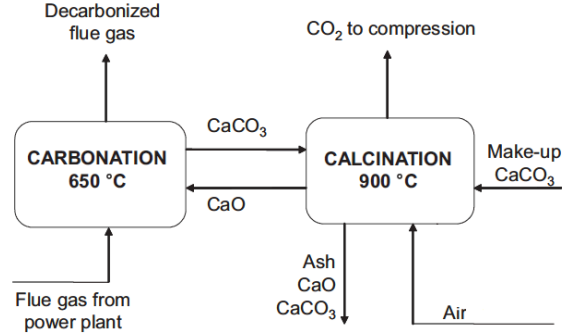 Decarbonized
flue gas
CO₂ to compression
CaCO₃
CARBONATION
650 °C
CALCINATION
900 °C
Make-up
CaCO₃
CaO
Ash
CaO
CaCO₃
Flue gas from
power plant
Air